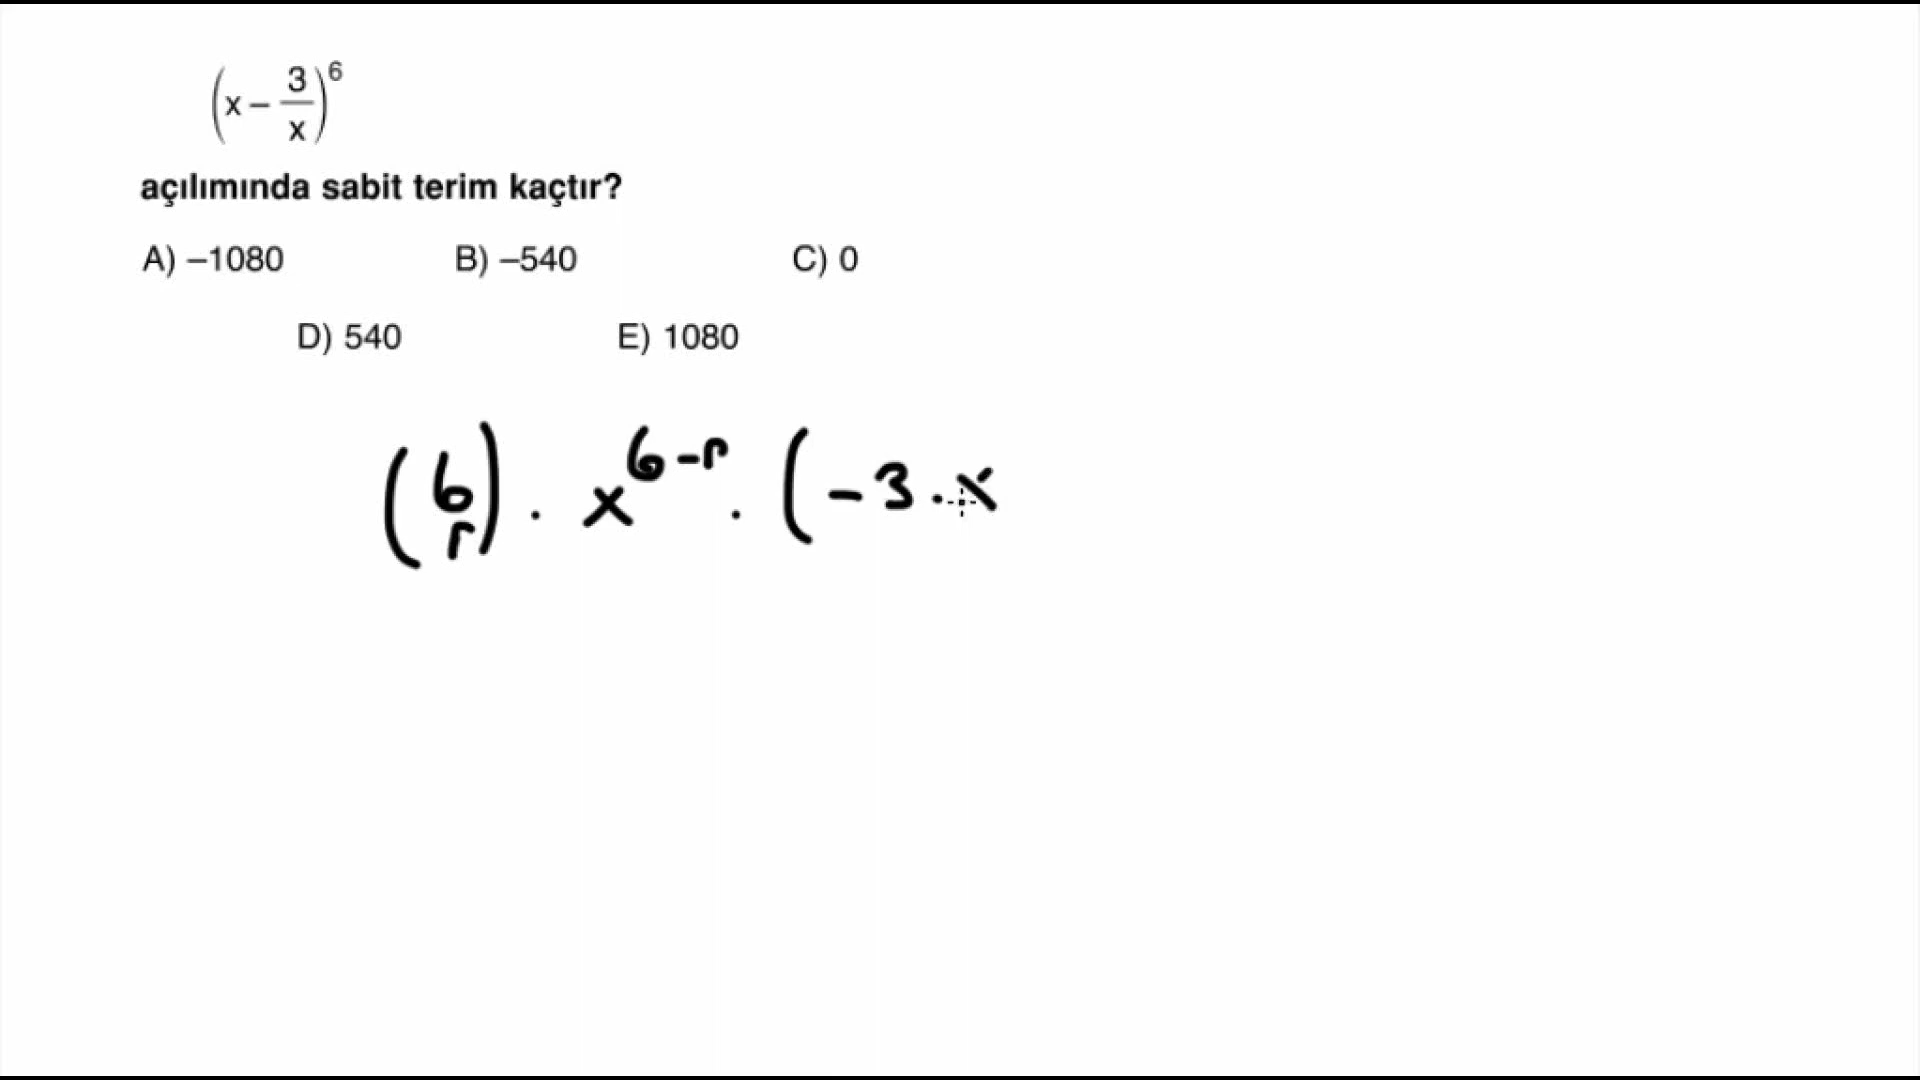 (x – 3/x)^6
açılımında sabit terim kaçtır?
A) –1080 B) –540 C) 0
D) 540 E) 1080
(6 r) . x^6-r . (-3 . x